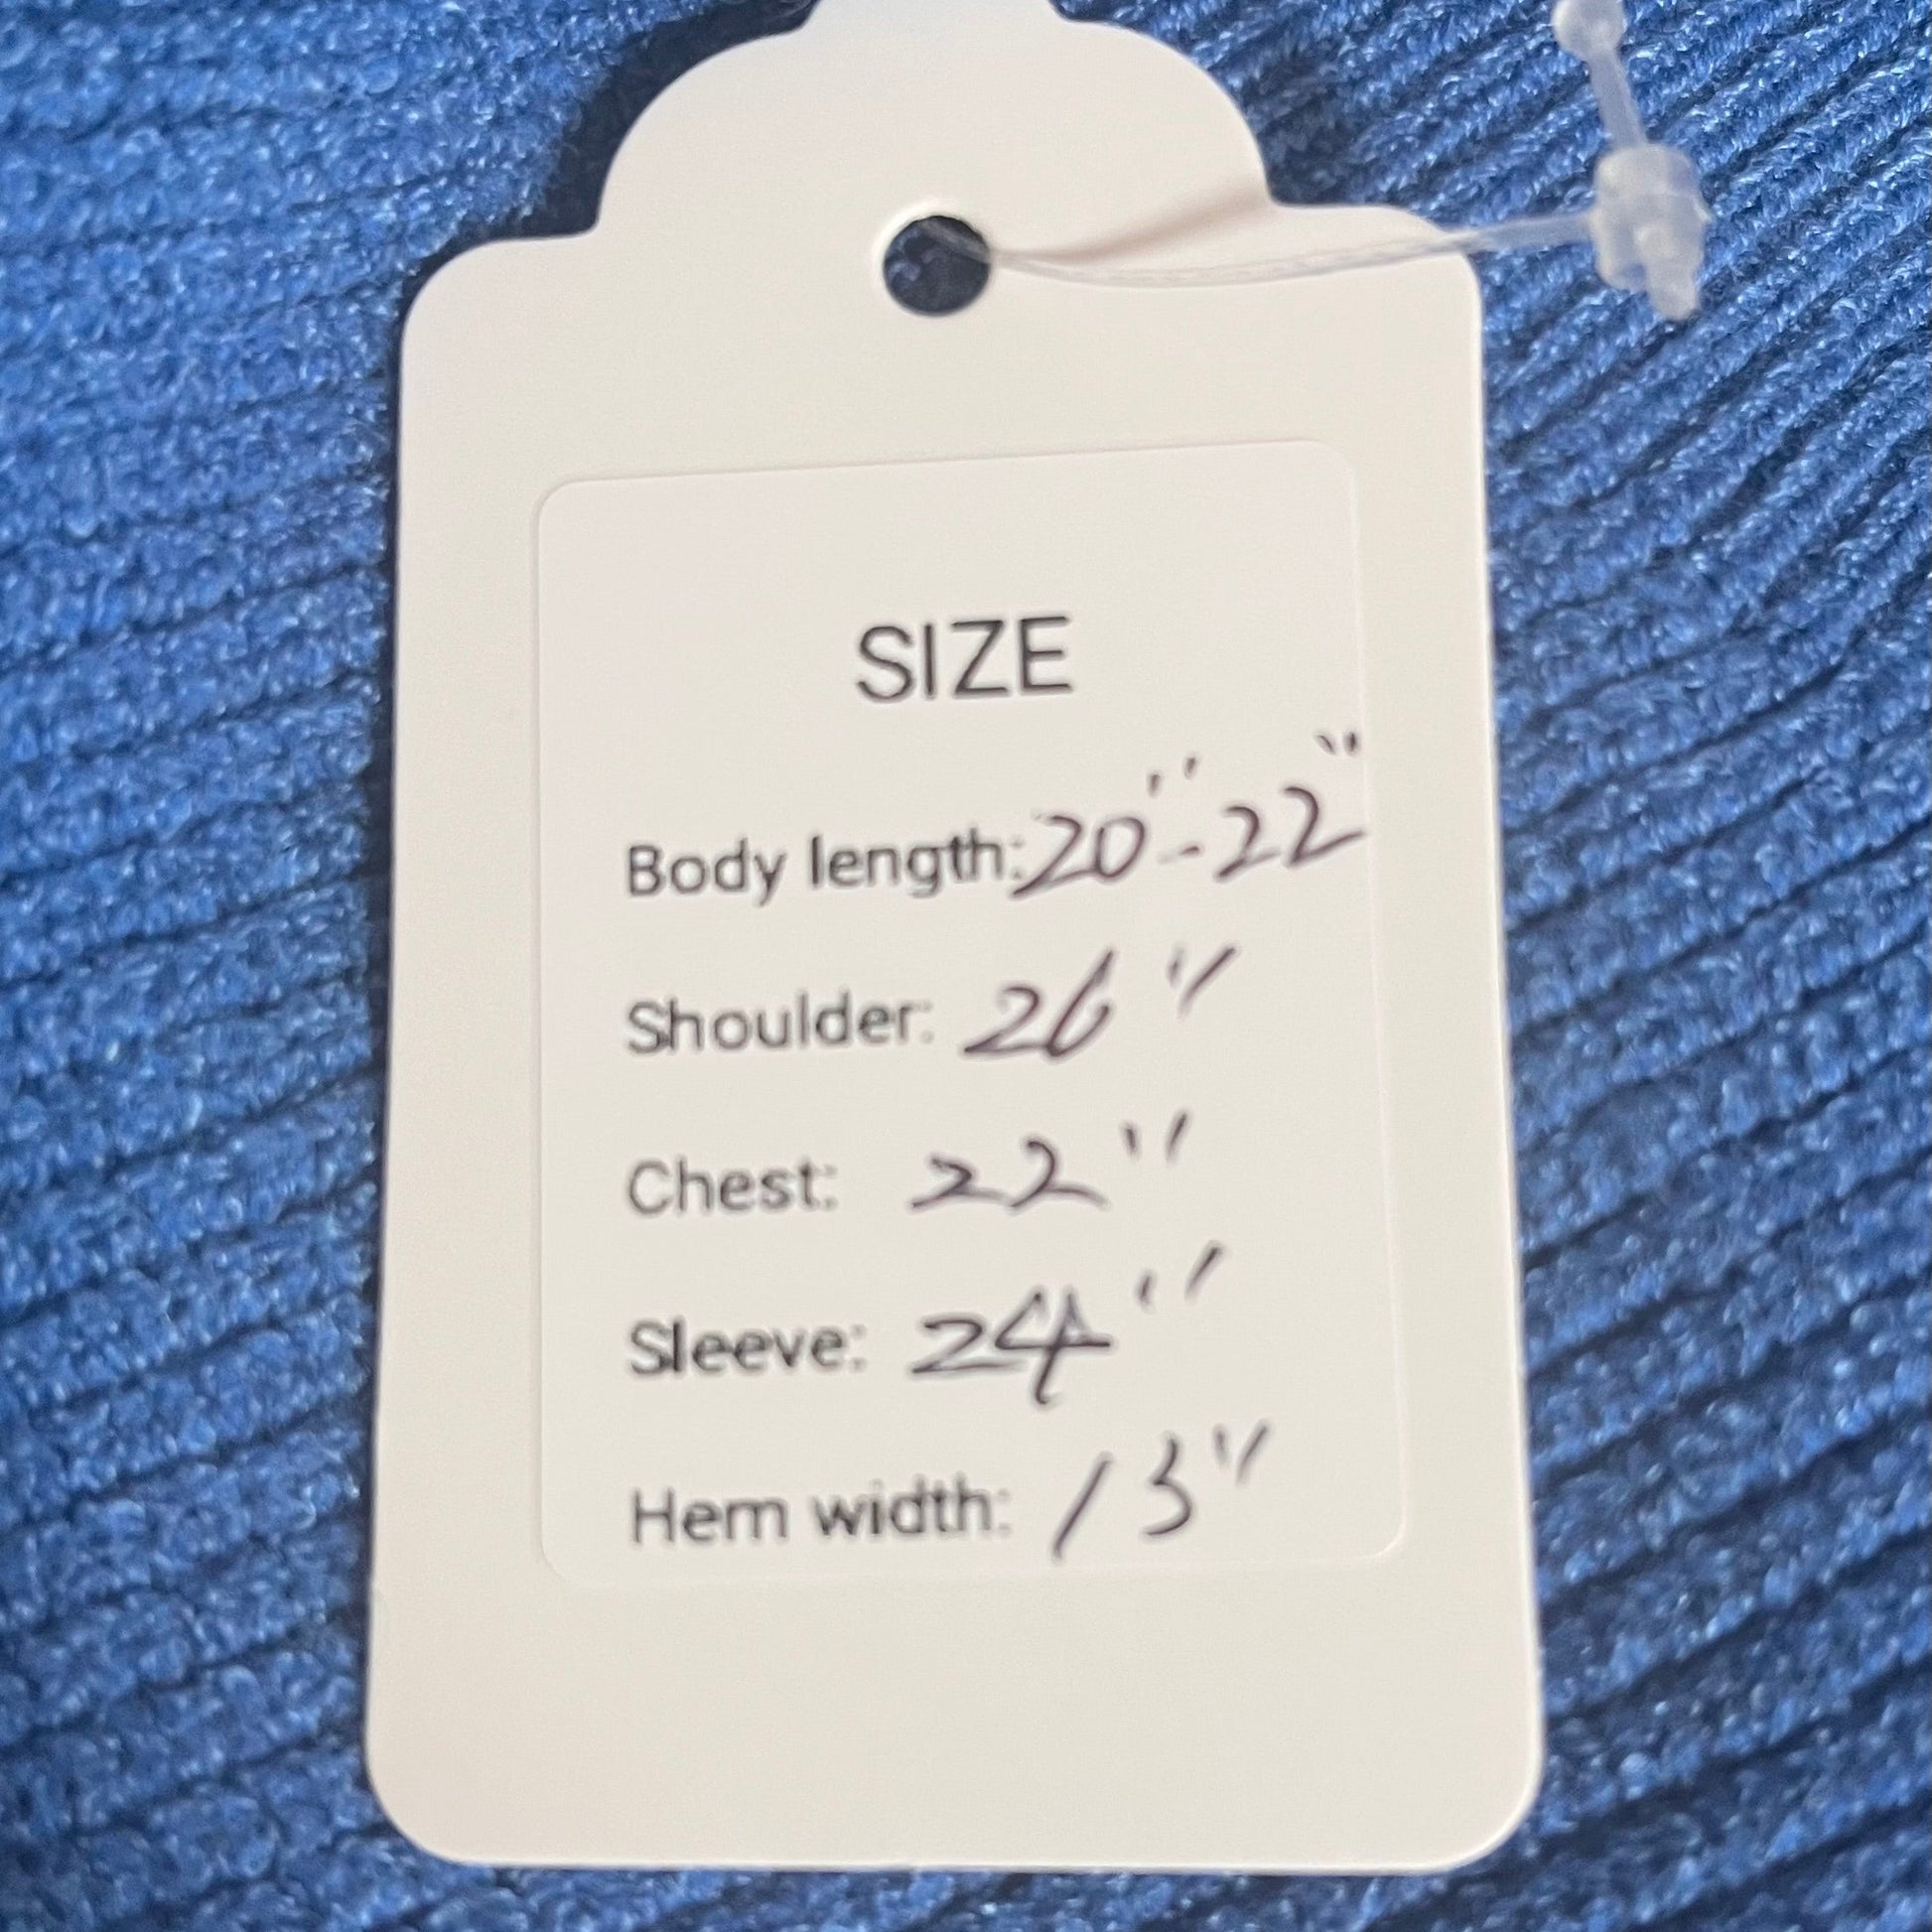 SIZE
Body length: 20"-22"
Shoulder: 26"
Chest: 22"
Sleeve: 24"
Hem width: 13"